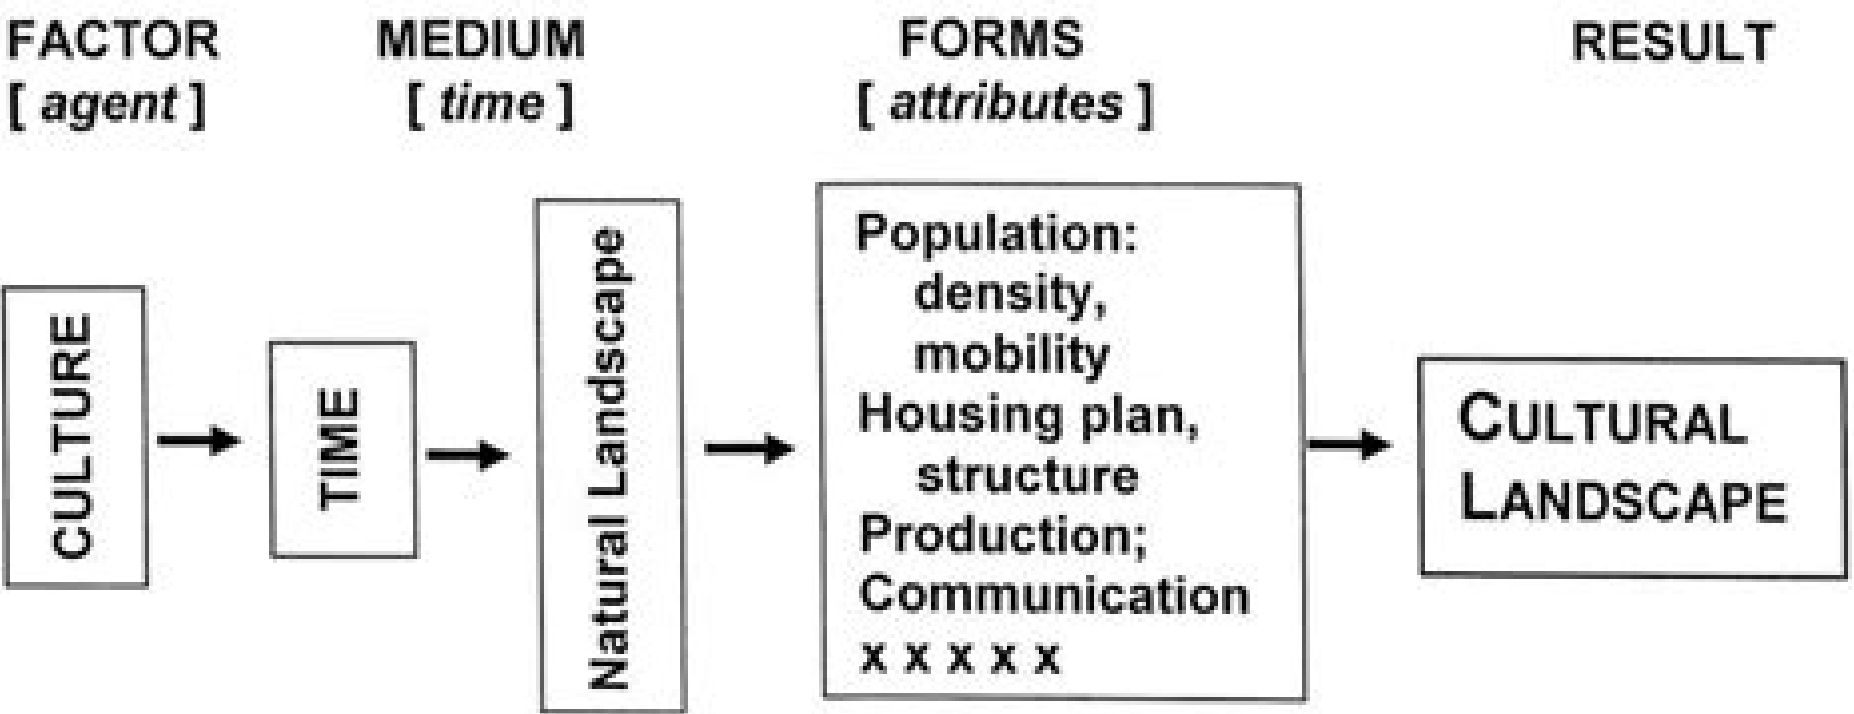 FACTOR
[ agent ]
MEDIUM
[ time ]
FORMS
[ attributes ]
RESULT
CULTURE
TIME
Natural Landscape
Population:
density,
mobility
Housing plan,
structure
Production;
Communication
x x x x x
CULTURAL
LANDSCAPE